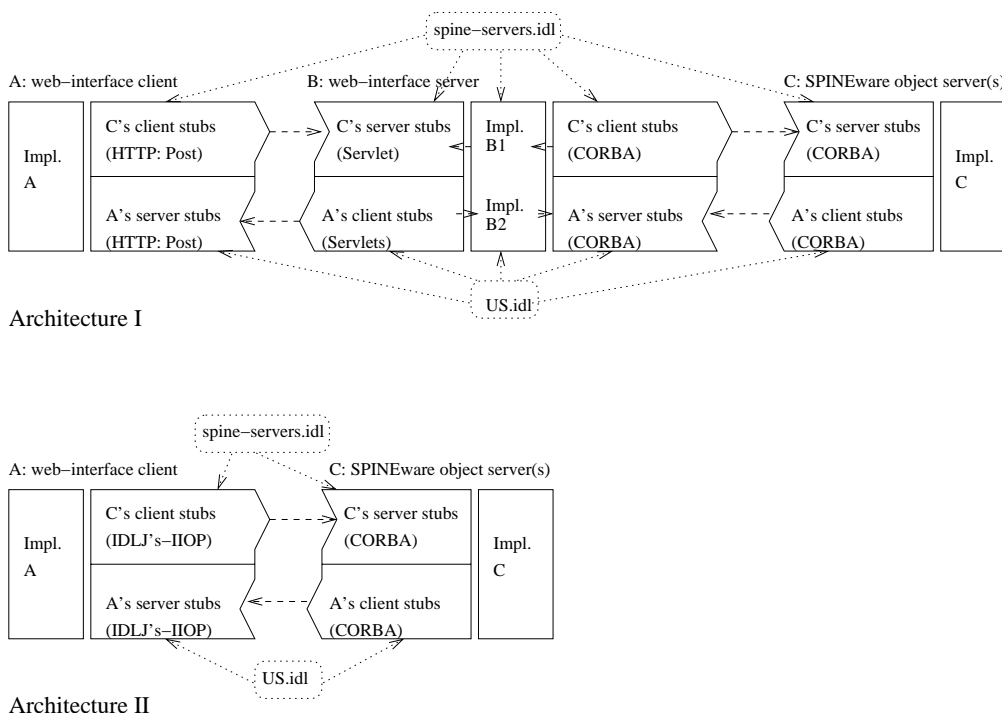 spine-servers.idl
A: web-interface client
B: web-interface server
C: SPINEware object server(s)
Impl.
A
C's client stubs
(HTTP: Post)
A's server stubs
(HTTP: Post)
C's server stubs
(Servlet)
A's client stubs
(Servlets)
Impl.
B1
Impl.
B2
C's client stubs
(CORBA)
A's server stubs
(CORBA)
C's server stubs
(CORBA)
A's client stubs
(CORBA)
Impl.
C
US.idl
Architecture I
spine-servers.idl
A: web-interface client
C: SPINEware object server(s)
Impl.
A
C's client stubs
(IDLJ's-IIOP)
A's server stubs
(IDLJ's-IIOP)
C's server stubs
(CORBA)
A's client stubs
(CORBA)
Impl.
C
US.idl
Architecture II